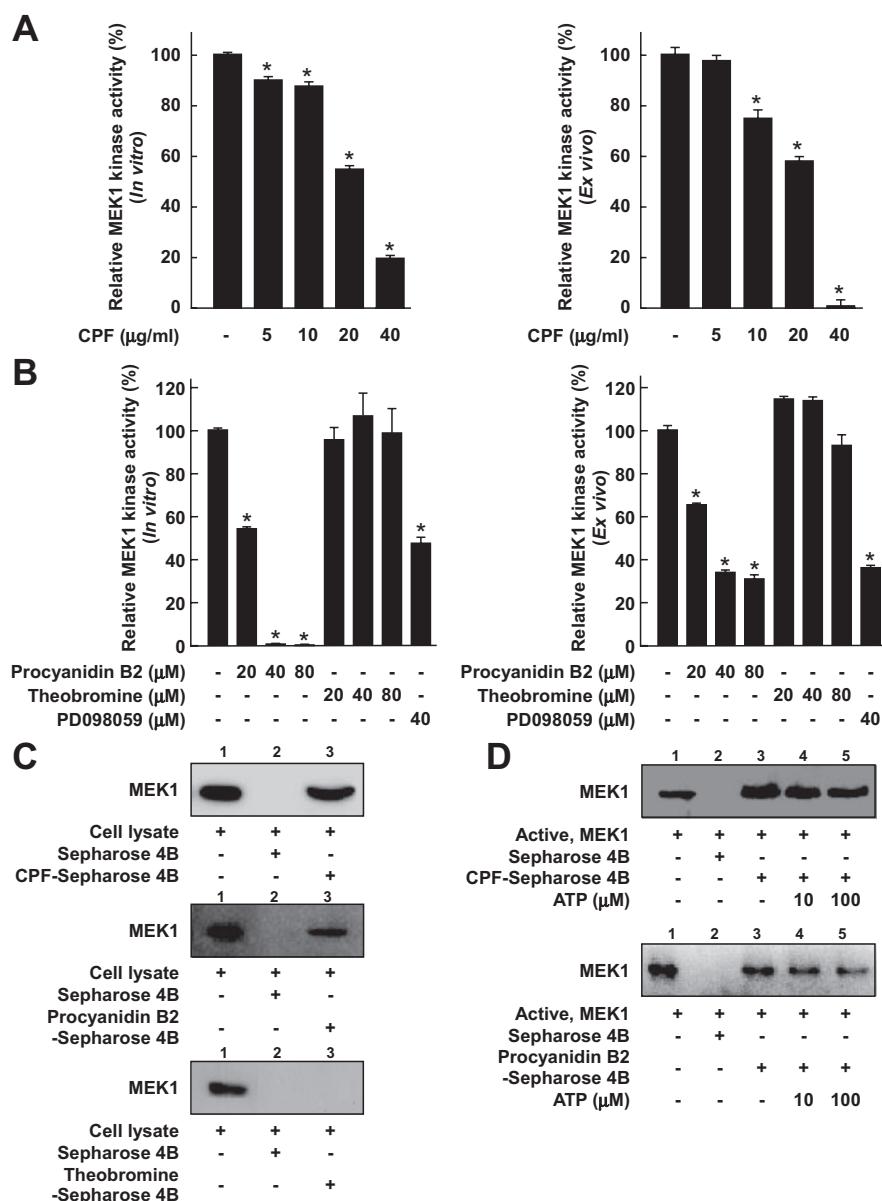 A
Relative MEK1 kinase activity (%)
(In vitro)
100
80
60
40
20
0
* * * *
CPF (μg/ml) - 5 10 20 40
Relative MEK1 kinase activity (%)
(Ex vivo)
100
80
60
40
20
0
* * *
CPF (μg/ml) - 5 10 20 40
B
Relative MEK1 kinase activity (%)
(In vitro)
120
100
80
60
40
20
0
* * * *
Procyanidin B2 (μM) - 20 40 80 - - - -
Theobromine (μM) - - - - 20 40 80 -
PD098059 (μM) - - - - - - - 40
Relative MEK1 kinase activity (%)
(Ex vivo)
120
100
80
60
40
20
0
* * * *
Procyanidin B2 (μM) - 20 40 80 - - - -
Theobromine (μM) - - - - 20 40 80 -
PD098059 (μM) - - - - - - - 40
C
1 2 3
MEK1
Cell lysate + + +
Sepharose 4B - + -
CPF-Sepharose 4B - - +
1 2 3
MEK1
Cell lysate + + +
Sepharose 4B - + -
Procyanidin B2
-Sepharose 4B - - +
1 2 3
MEK1
Cell lysate + + +
Sepharose 4B - + -
Theobromine
-Sepharose 4B - - +
D
1 2 3 4 5
MEK1
Active, MEK1 + + + + +
Sepharose 4B - + - - -
CPF-Sepharose 4B - - + + +
ATP (μM) - - - 10 100
1 2 3 4 5
MEK1
Active, MEK1 + + + + +
Sepharose 4B - + - - -
Procyanidin B2
-Sepharose 4B - - + + +
ATP (μM) - - - 10 100